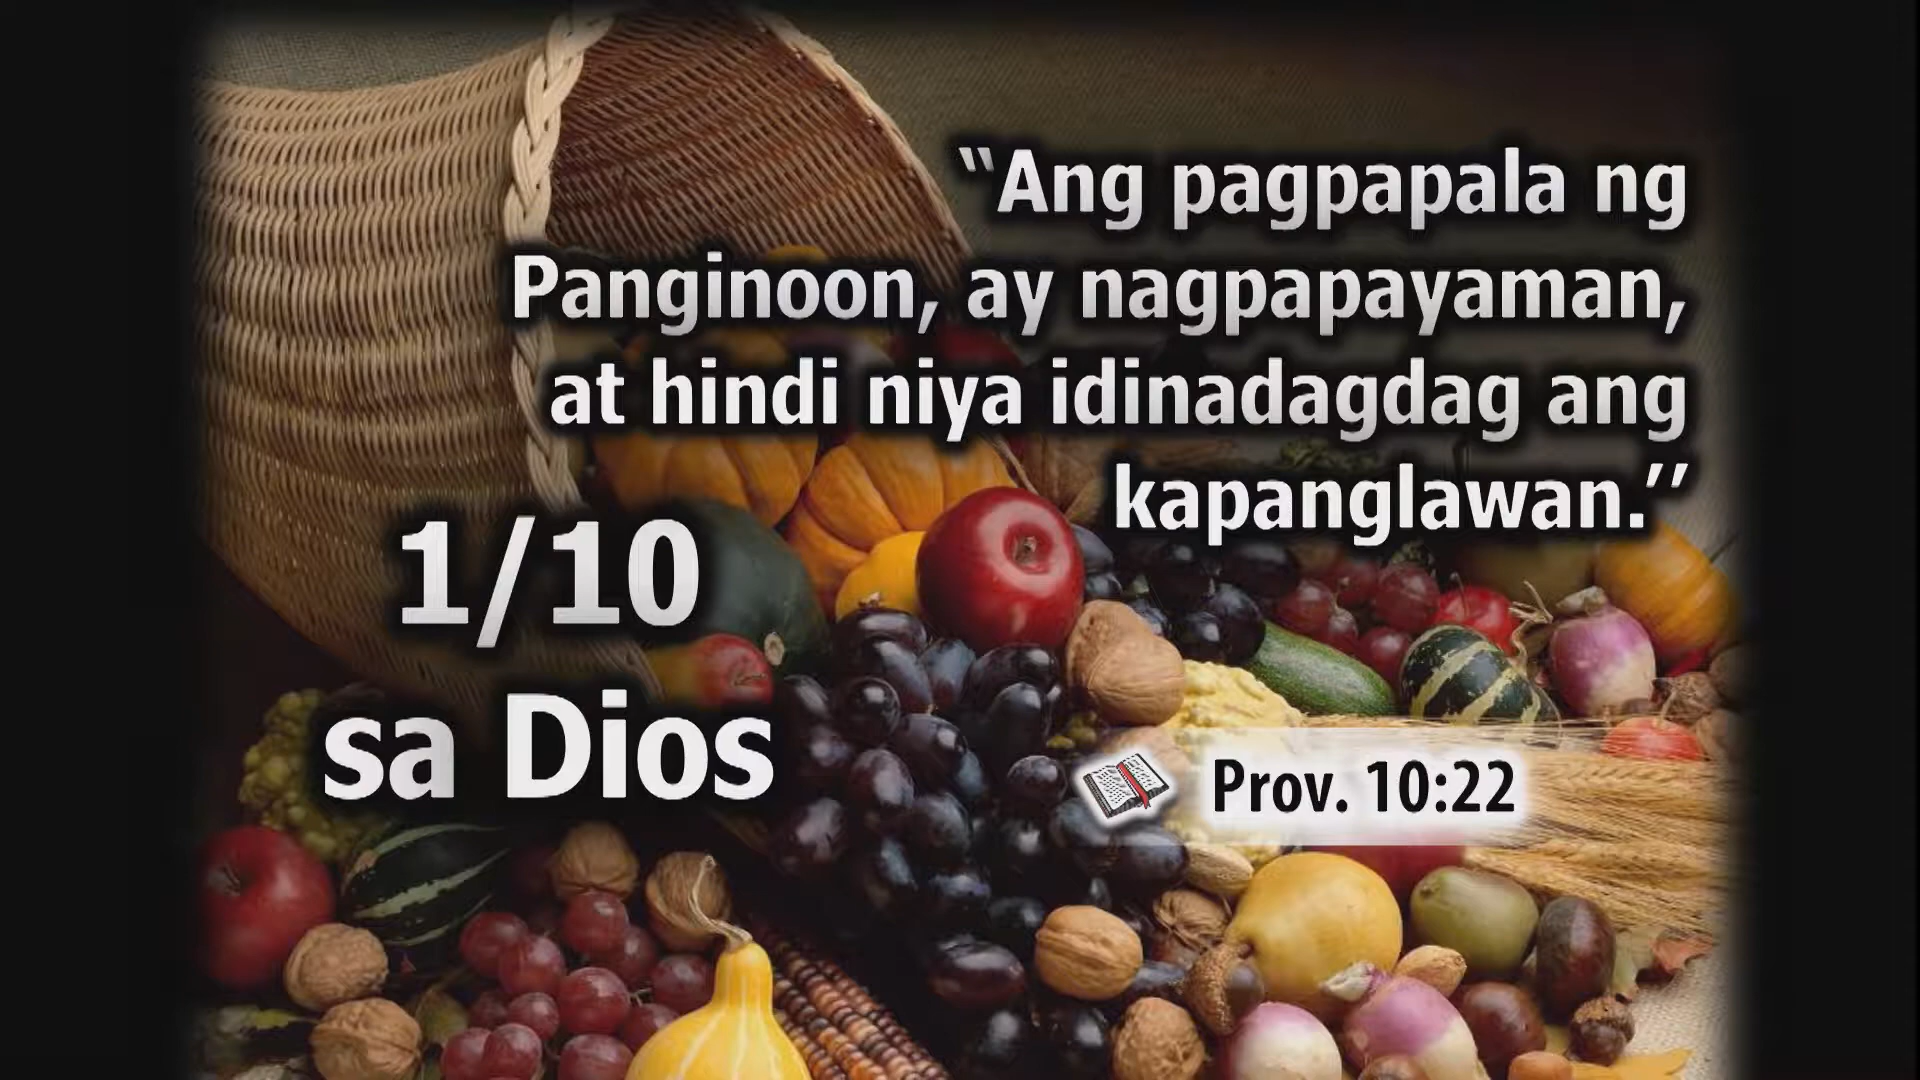 “Ang pagpapala ng
Panginoon, ay nagpapayaman,
at hindi niya idinadagdag ang
kapanglawan.’’
1/10
sa Dios
Prov. 10:22